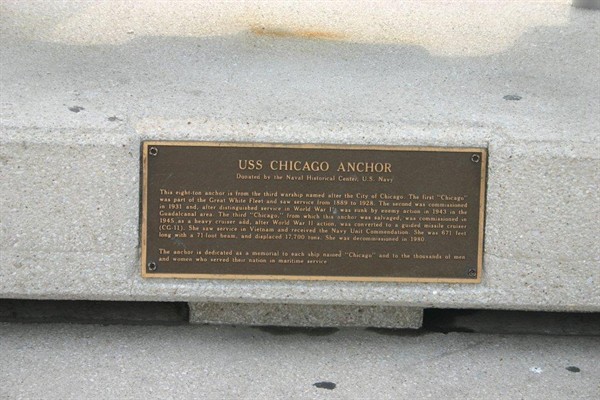 USS CHICAGO ANCHOR
Donated by the Naval Historical Center, U.S. Navy
This eight-ton anchor is from the third warship named after the City of Chicago. The first "Chicago"
was part of the Great White Fleet and saw service from 1889 to 1928. The second was commissioned
in 1931 and, after distinguished service in World War II, was sunk by enemy action in 1943 in the
Guadalcanal area. The third "Chicago," from which this anchor was salvaged, was commissioned in
1945 as a heavy cruiser and, after World War II action, was converted to a guided missile cruiser
(CG-11). She saw service in Vietnam and received the Navy Unit Commendation. She was 671 feet
long with a 71-foot beam, and displaced 17,700 tons. She was decommissioned in 1980.
The anchor is dedicated as a memorial to each ship named "Chicago" and to the thousands of men
and women who served their nation in maritime service.